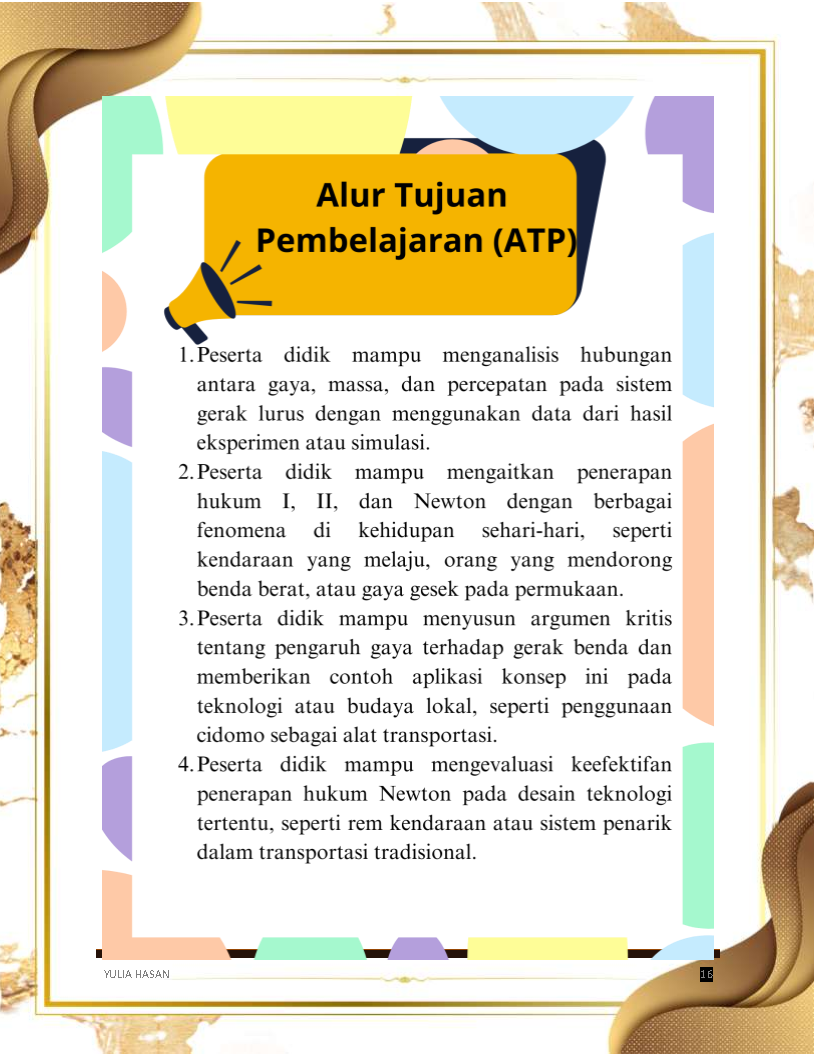 Alur Tujuan
Pembelajaran (ATP)
1. Peserta didik mampu menganalisis hubungan
antara gaya, massa, dan percepatan pada sistem
gerak lurus dengan menggunakan data dari hasil
eksperimen atau simulasi.
2. Peserta didik mampu mengaitkan penerapan
hukum I, II, dan Newton dengan berbagai
fenomena di kehidupan sehari-hari, seperti
kendaraan yang melaju, orang yang mendorong
benda berat, atau gaya gesek pada permukaan.
3. Peserta didik mampu menyusun argumen kritis
tentang pengaruh gaya terhadap gerak benda dan
memberikan contoh aplikasi konsep ini pada
teknologi atau budaya lokal, seperti penggunaan
cidomo sebagai alat transportasi.
4. Peserta didik mampu mengevaluasi keefektifan
penerapan hukum Newton pada desain teknologi
tertentu, seperti rem kendaraan atau sistem penarik
dalam transportasi tradisional.
YULIA HASAN
16